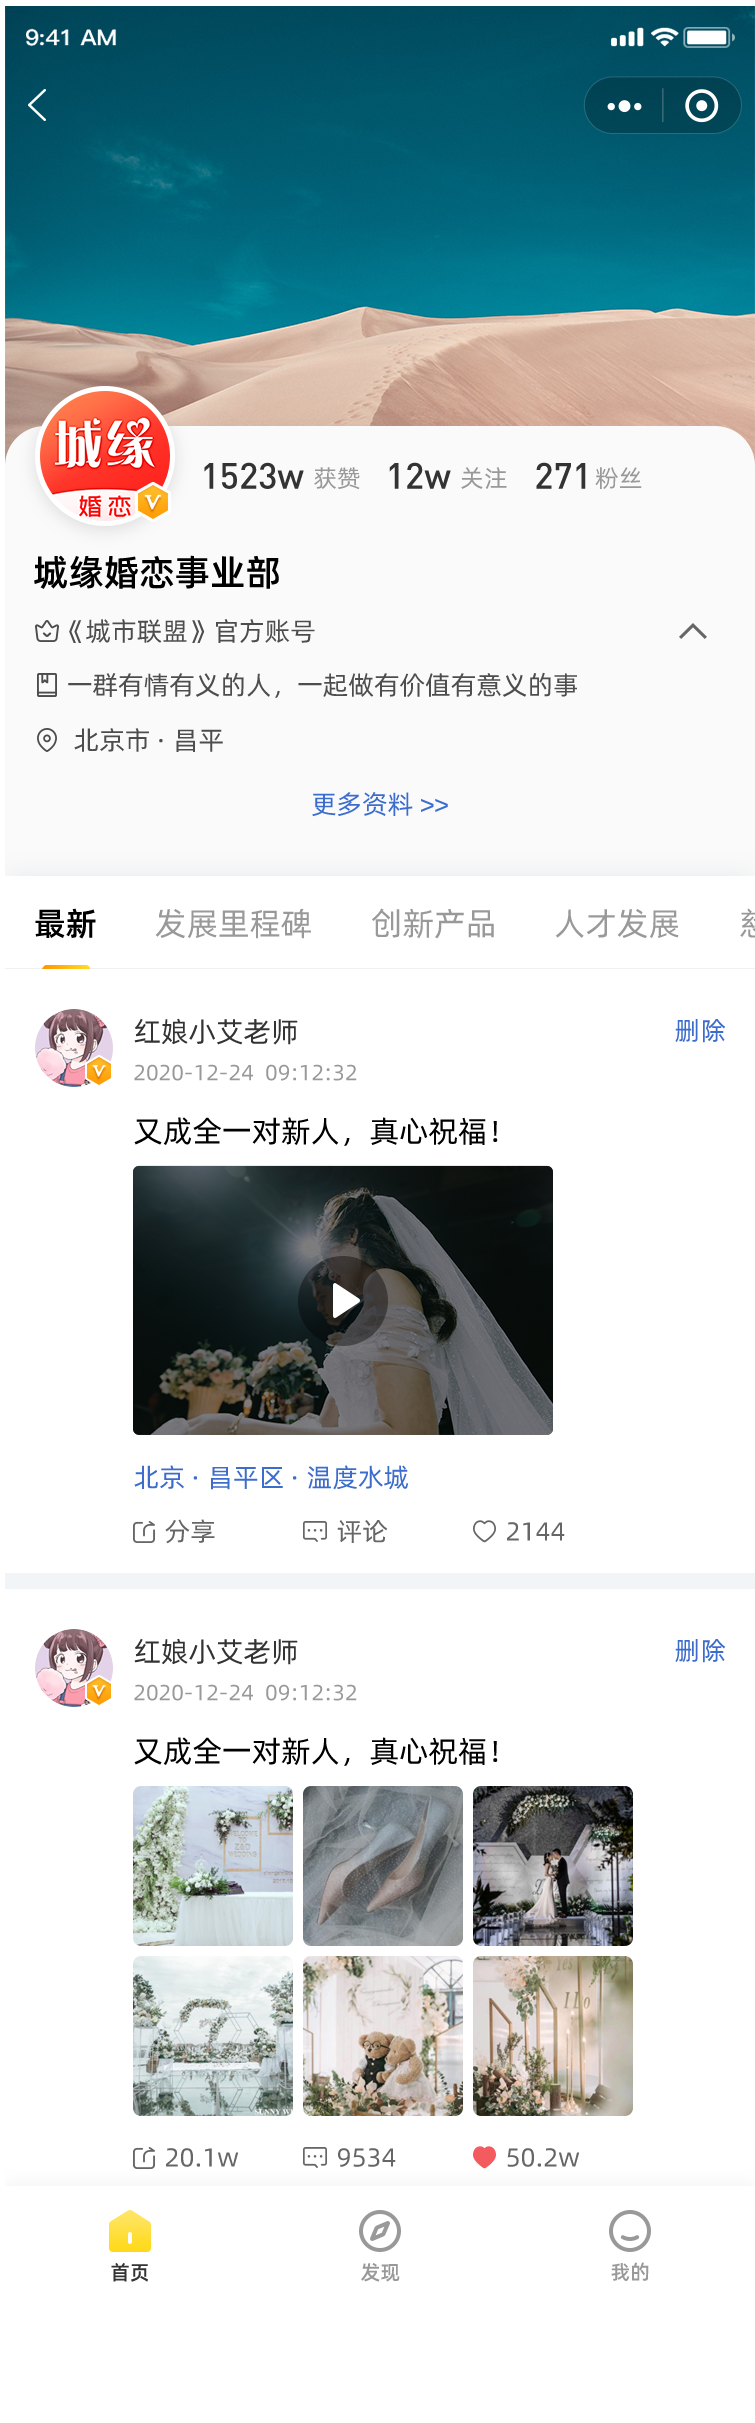 9:41 AM
城缘
婚恋
1523w 获赞 12w 关注 271 粉丝
城缘婚恋事业部
《城市联盟》官方账号
一群有情有义的人，一起做有价值有意义的事
北京市 · 昌平
更多资料 >>
最新 发展里程碑 创新产品 人才发展
红娘小艾老师 删除
2020-12-24 09:12:32
又成全一对新人，真心祝福！
北京 · 昌平区 · 温度水城
分享 评论 2144
红娘小艾老师 删除
2020-12-24 09:12:32
又成全一对新人，真心祝福！
20.1w 9534 50.2w
首页 发现 我的